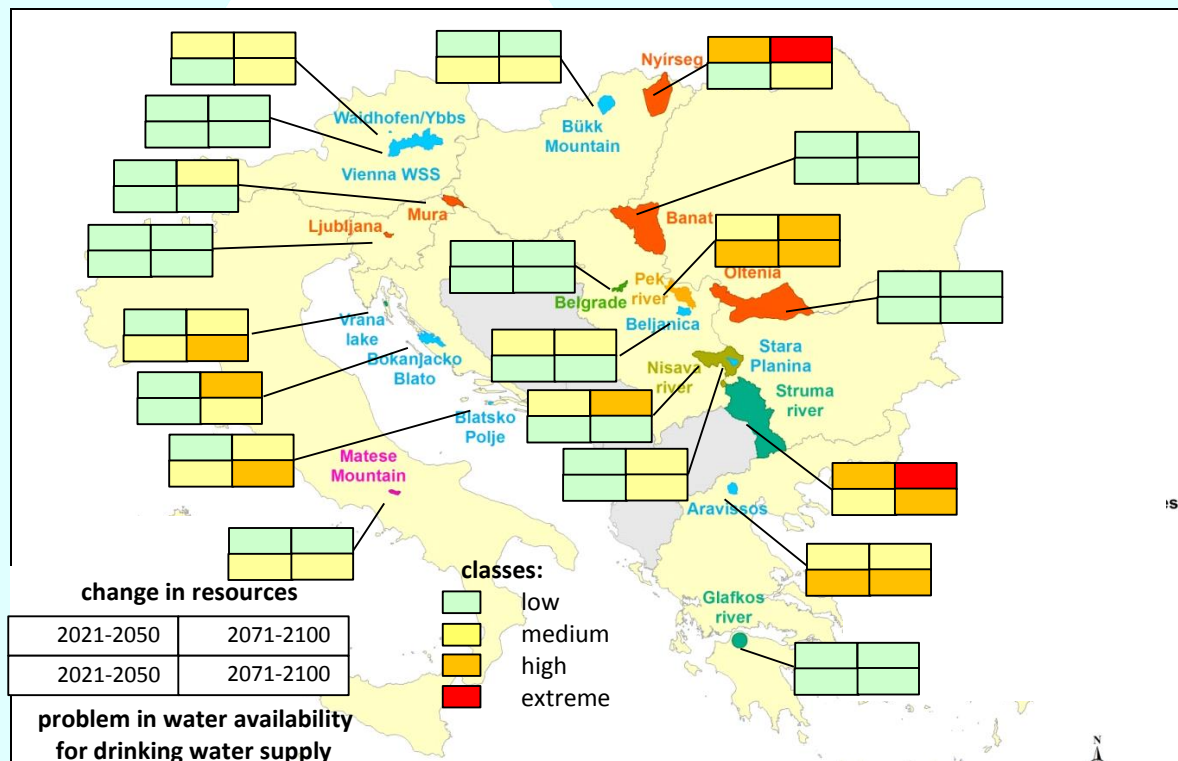 Nyírseg
Waidhofen/Ybbs
Bükk
Mountain
Vienna WSS
Mura
Banat
Ljubljana
Oltenia
Pek
river
Belgrade
Vrana
lake
Beljanica
Bokanjacko
Blato
Stara
Planina
Nisava
river
Struma
river
Blatsko
Polje
Matese
Mountain
Aravissos
es
classes:
change in resources
low
Glafkos
river
2021-2050 2071-2100
medium
2021-2050 2071-2100
high
extreme
problem in water availability
for drinking water supply
N